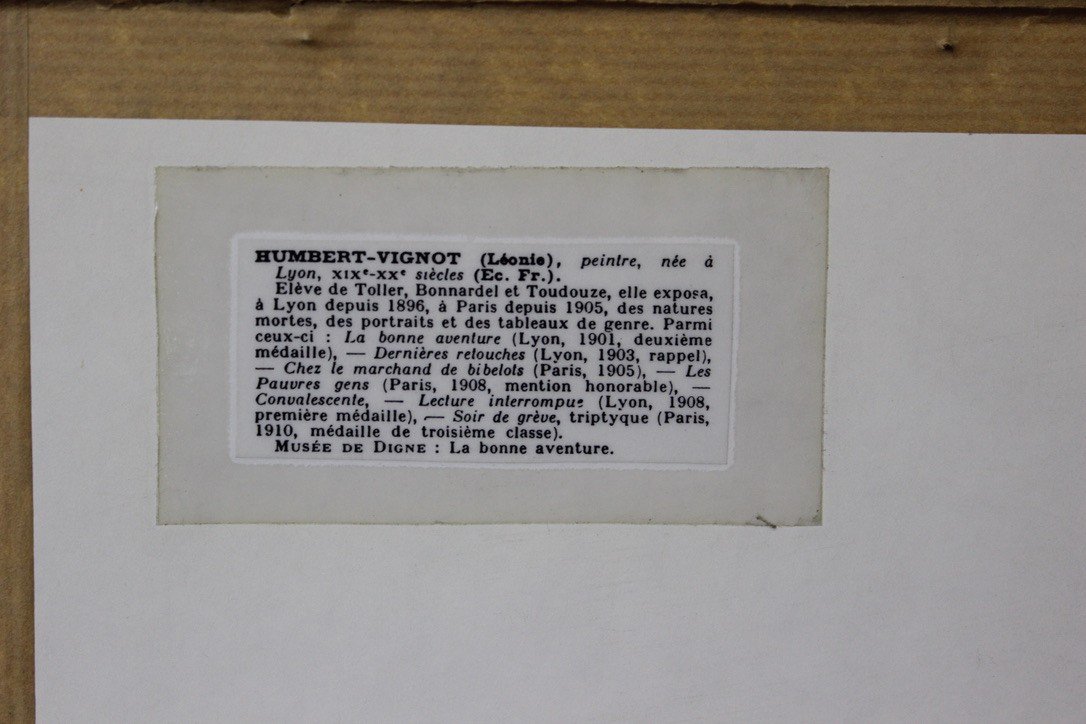 HUMBERT-VIGNOT (Léonie), peintre, née à
Lyon, XIXe-XXe siècles (Ec. Fr.).
Elève de Toller, Bonnardel et Toudouze, elle exposa,
à Lyon depuis 1896, à Paris depuis 1905, des natures
mortes, des portraits et des tableaux de genre. Parmi
ceux-ci : La bonne aventure (Lyon, 1901, deuxième
médaille), — Dernières retouches (Lyon, 1903, rappel),
— Chez le marchand de bibelots (Paris, 1905), — Les
Pauvres gens (Paris, 1908, mention honorable), —
Convalescente, — Lecture interrompue (Lyon, 1908,
première médaille), — Soir de grève, triptyque (Paris,
1910, médaille de troisième classe).
MUSÉE DE DIGNE : La bonne aventure.